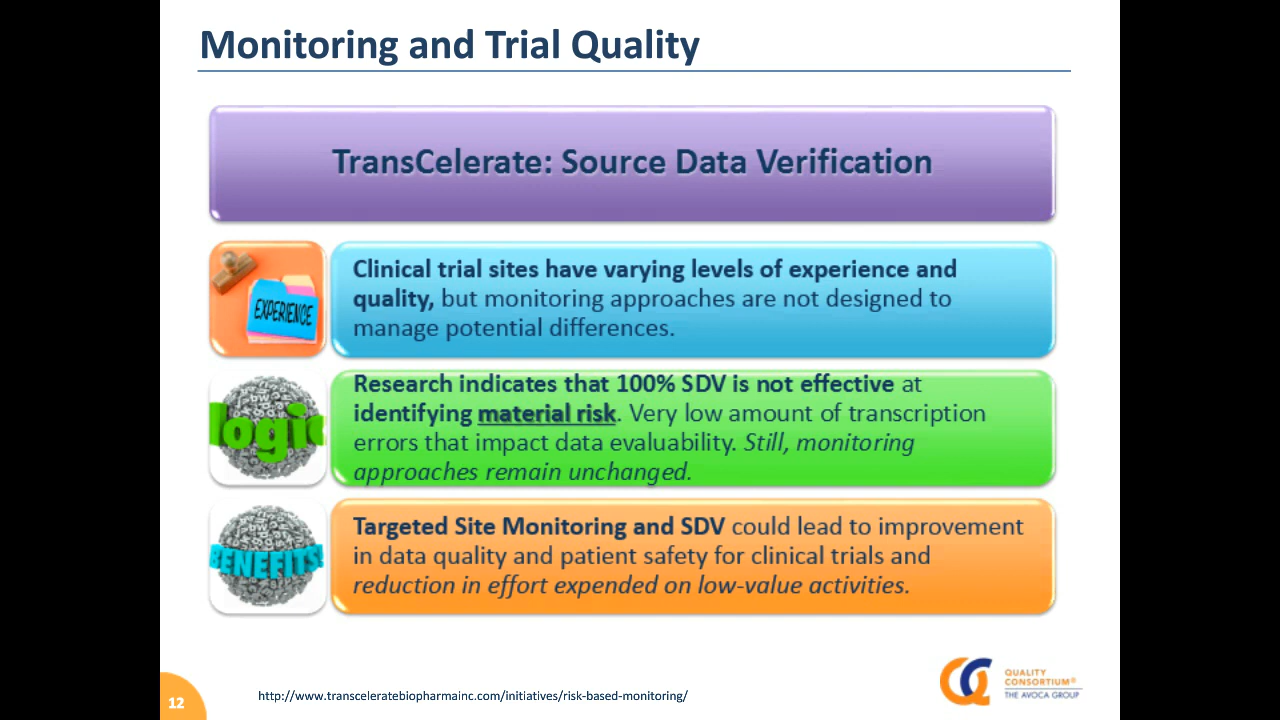 Monitoring and Trial Quality
TransCelerate: Source Data Verification
EXPERIENCE
Clinical trial sites have varying levels of experience and
quality, but monitoring approaches are not designed to
manage potential differences.
logic
Research indicates that 100% SDV is not effective at
identifying material risk. Very low amount of transcription
errors that impact data evaluability. Still, monitoring
approaches remain unchanged.
BENEFITS
Targeted Site Monitoring and SDV could lead to improvement
in data quality and patient safety for clinical trials and
reduction in effort expended on low-value activities.
12
http://www.transceleratebiopharmainc.com/initiatives/risk-based-monitoring/
QUALITY
CONSORTIUM®
THE AVOCA GROUP